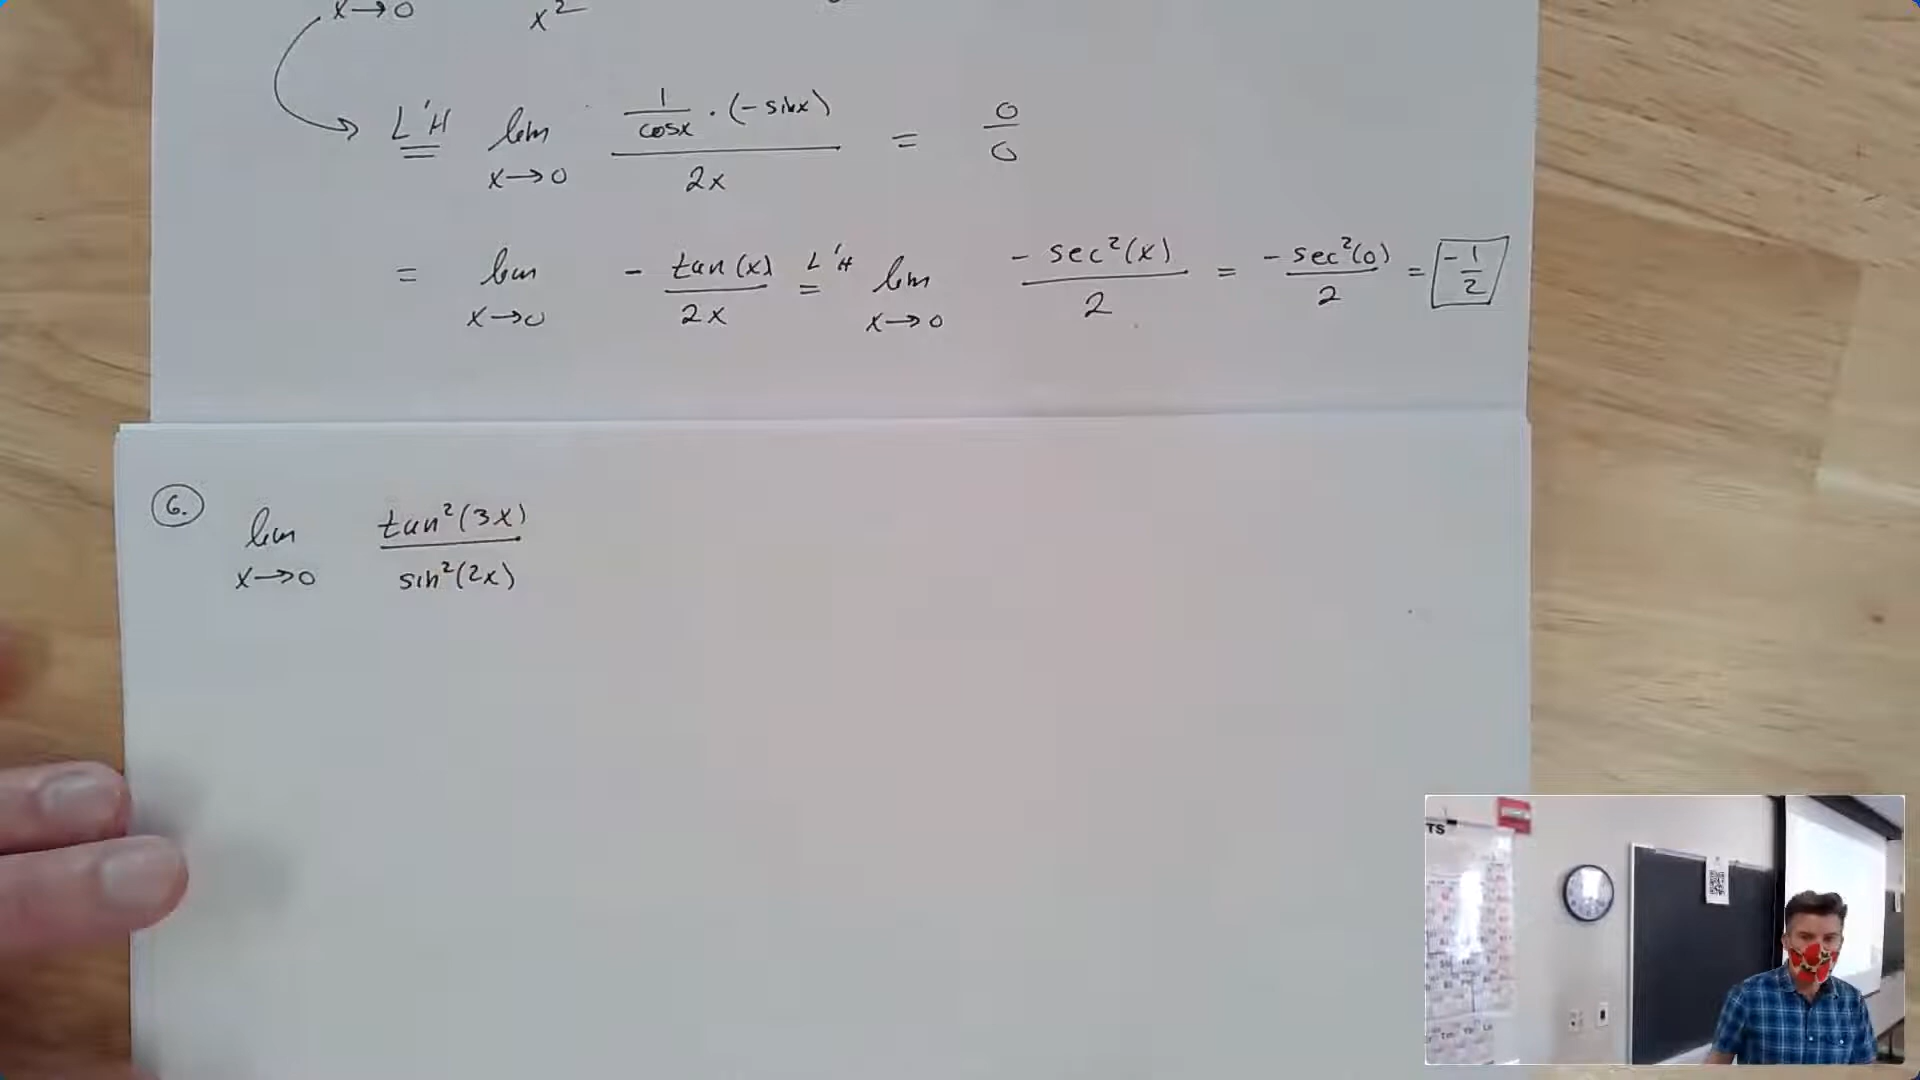 x→0 x²
L'H lim x→0 (1/cosx · (-sinx))/(2x) = 0/0
= lim x→0 - tan(x)/(2x) L'H= lim x→0 (- sec²(x))/2 = (- sec²(0))/2 = -1/2
6. lim x→0 tan²(3x)/sin²(2x)
TS